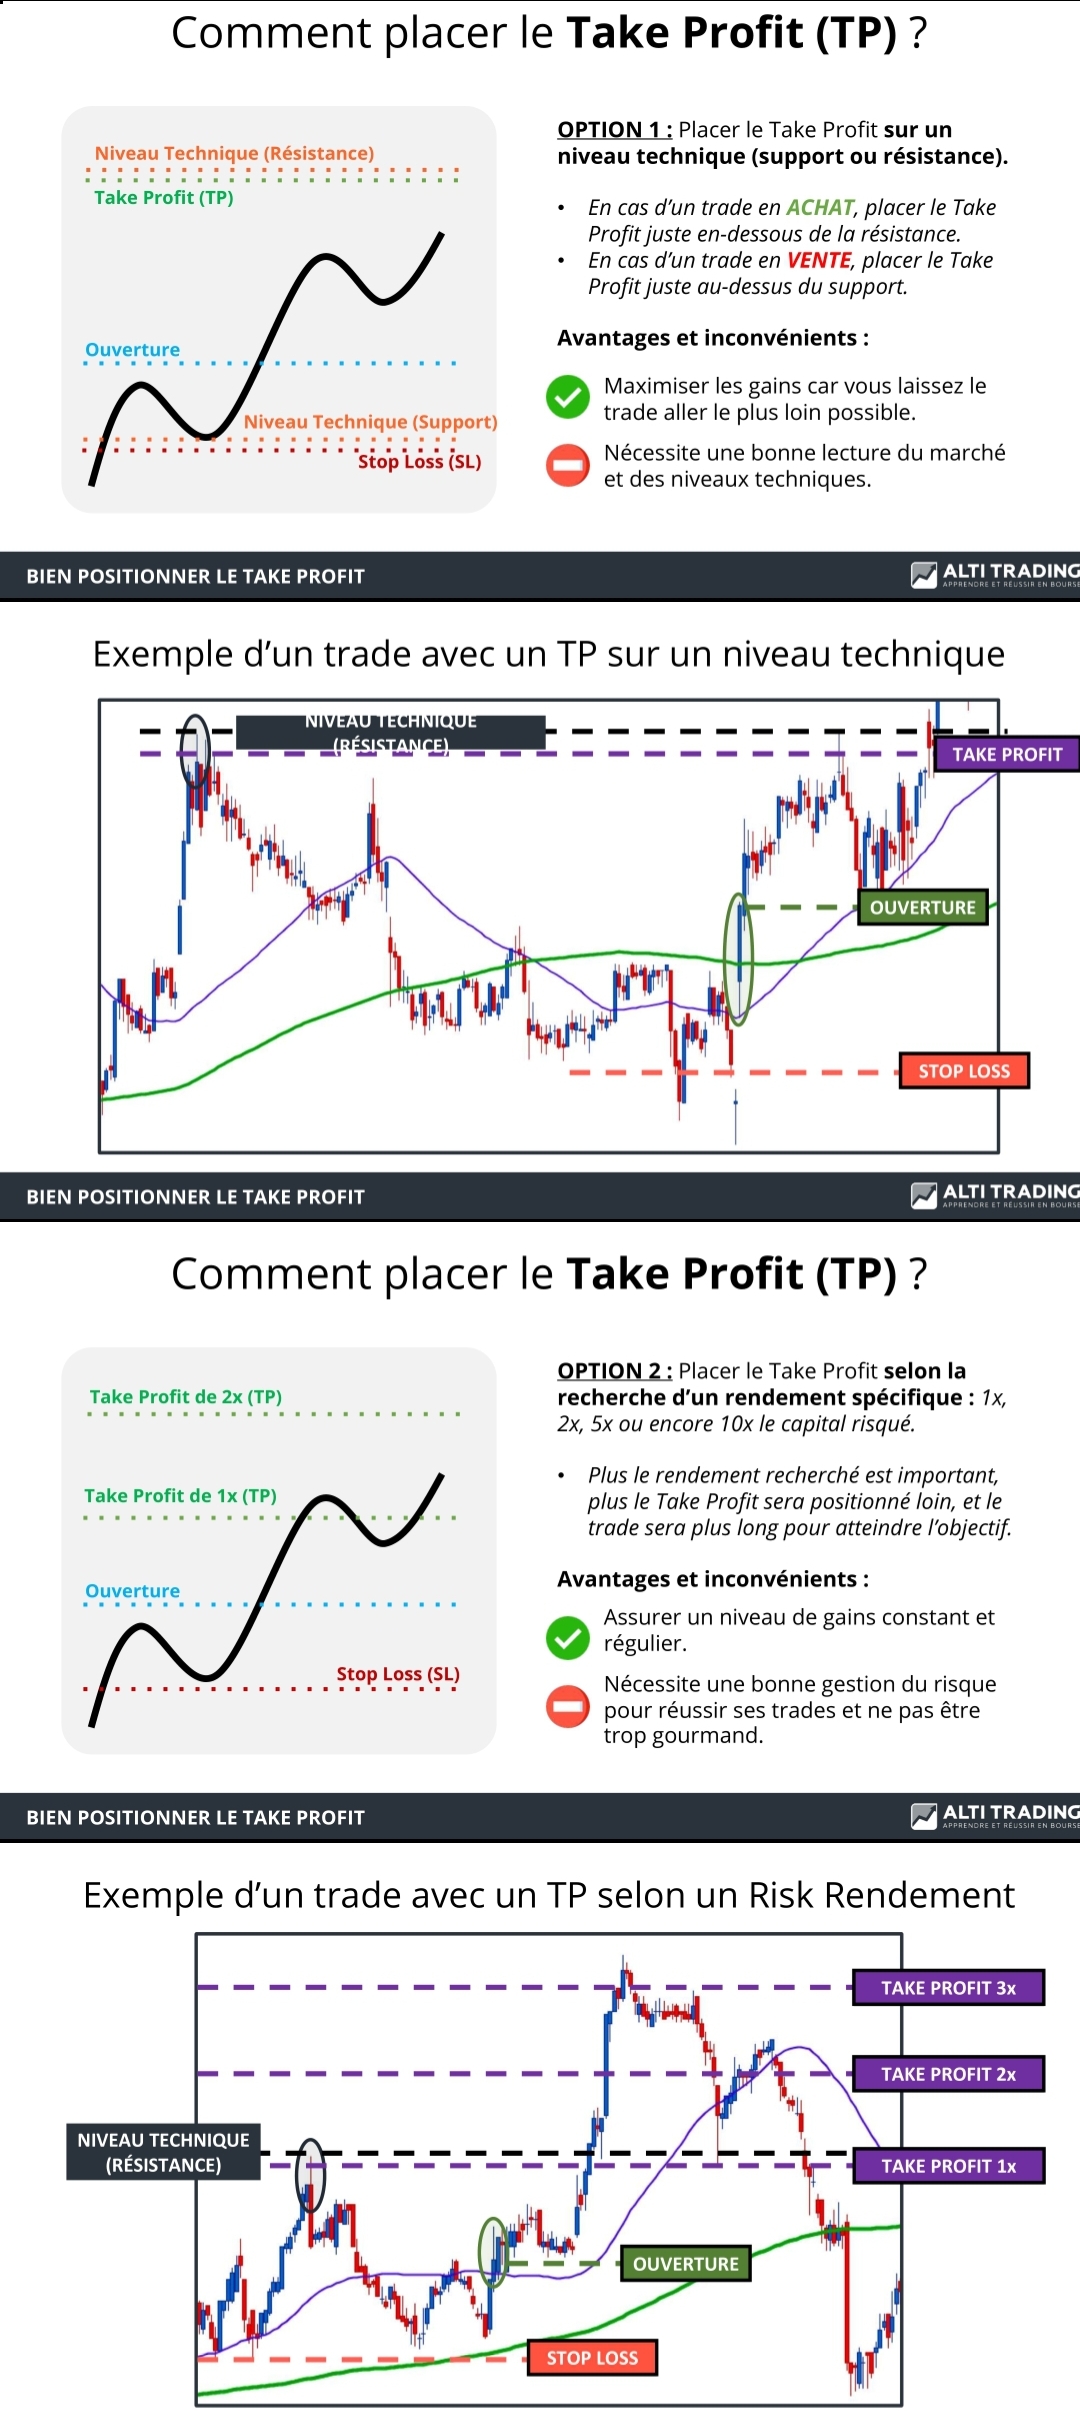 Comment placer le Take Profit (TP) ?
Niveau Technique (Résistance)
Take Profit (TP)
Ouverture
Niveau Technique (Support)
Stop Loss (SL)
OPTION 1 : Placer le Take Profit sur un
niveau technique (support ou résistance).
• En cas d’un trade en ACHAT, placer le Take
Profit juste en-dessous de la résistance.
• En cas d’un trade en VENTE, placer le Take
Profit juste au-dessus du support.
Avantages et inconvénients :
Maximiser les gains car vous laissez le
trade aller le plus loin possible.
Nécessite une bonne lecture du marché
et des niveaux techniques.
BIEN POSITIONNER LE TAKE PROFIT
ALTI TRADING
APPRENDRE ET RÉUSSIR EN BOURSE
Exemple d’un trade avec un TP sur un niveau technique
NIVEAU TECHNIQUE
(RÉSISTANCE)
TAKE PROFIT
OUVERTURE
STOP LOSS
BIEN POSITIONNER LE TAKE PROFIT
ALTI TRADING
APPRENDRE ET RÉUSSIR EN BOURSE
Comment placer le Take Profit (TP) ?
Take Profit de 2x (TP)
Take Profit de 1x (TP)
Ouverture
Stop Loss (SL)
OPTION 2 : Placer le Take Profit selon la
recherche d’un rendement spécifique : 1x,
2x, 5x ou encore 10x le capital risqué.
• Plus le rendement recherché est important,
plus le Take Profit sera positionné loin, et le
trade sera plus long pour atteindre l’objectif.
Avantages et inconvénients :
Assurer un niveau de gains constant et
régulier.
Nécessite une bonne gestion du risque
pour réussir ses trades et ne pas être
trop gourmand.
BIEN POSITIONNER LE TAKE PROFIT
ALTI TRADING
APPRENDRE ET RÉUSSIR EN BOURSE
Exemple d’un trade avec un TP selon un Risk Rendement
TAKE PROFIT 3x
TAKE PROFIT 2x
NIVEAU TECHNIQUE
(RÉSISTANCE)
TAKE PROFIT 1x
OUVERTURE
STOP LOSS